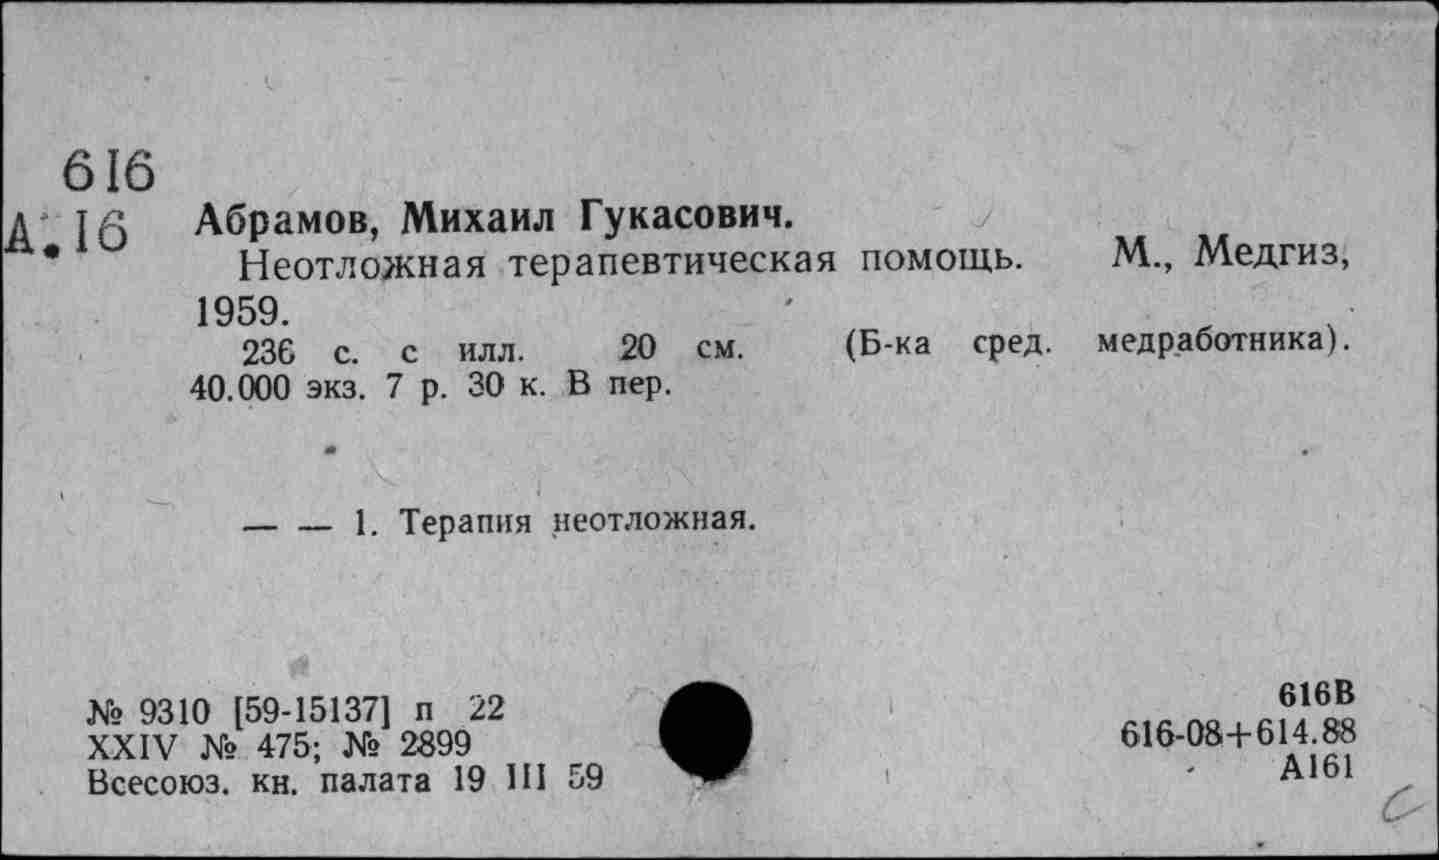 616
А.16
Абрамов, Михаил Гукасович.
Неотложная терапевтическая помощь. М., Медгиз,
1959.
236 с. с илл. 20 см. (Б-ка сред. медработника).
40.000 экз. 7 р. 30 к. В пер.
— — 1. Терапия неотложная.
№ 9310 [59-15137] п 22
XXIV № 475; № 2899
Всесоюз. кн. палата 19 III 59
616В
616-08+614.88
А161